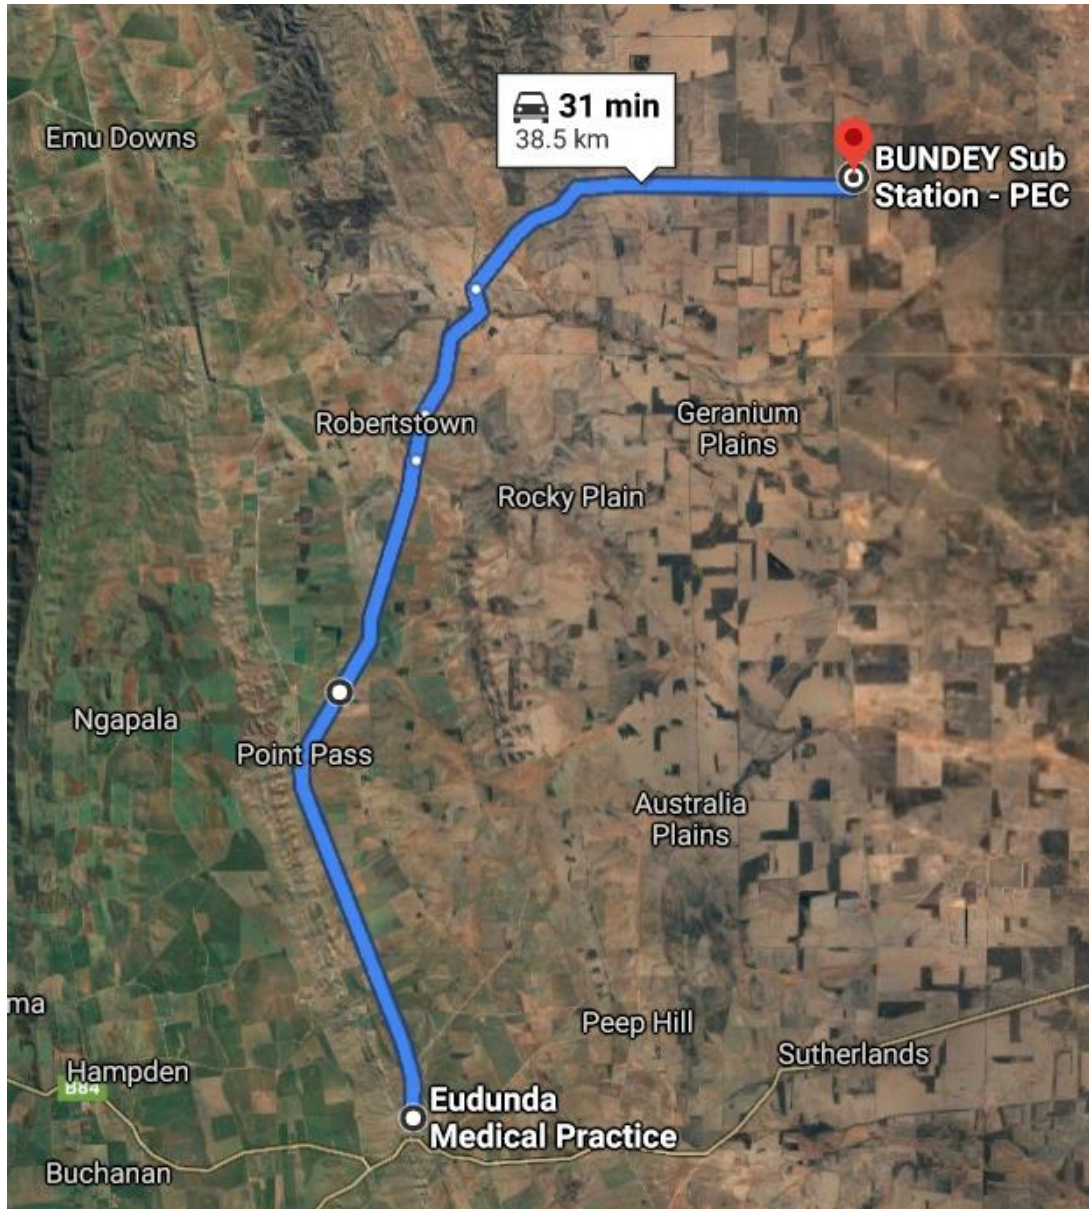 Emu Downs
31 min
38.5 km
BUNDEY Sub
Station - PEC
Robertstown
Geranium
Plains
Rocky Plain
Ngapala
Point Pass
Australia
Plains
ma
Peep Hill
Sutherlands
Hampden
B84
Eudunda
Medical Practice
Buchanan